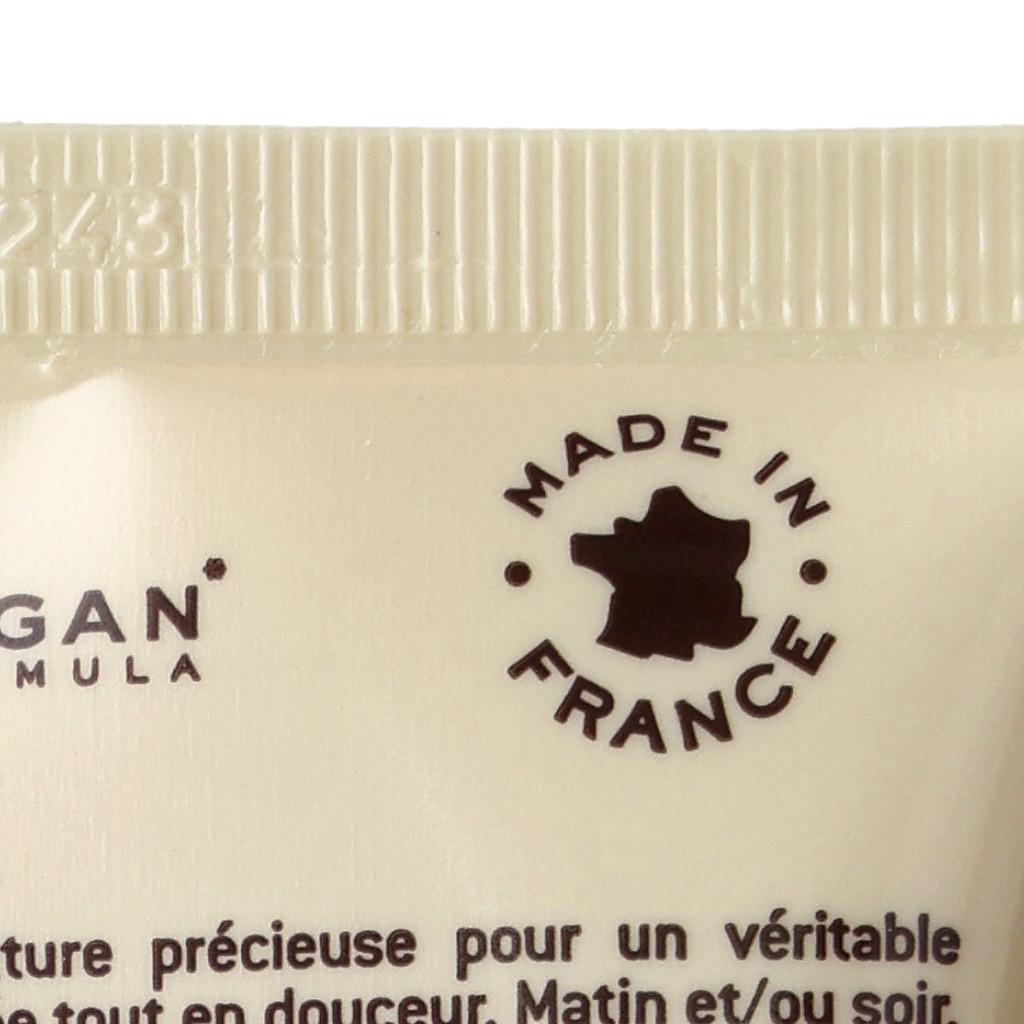 243
MADE IN
FRANCE
GAN*
MULA
ture précieuse pour un véritable
e tout en douceur. Matin et/ou soir,